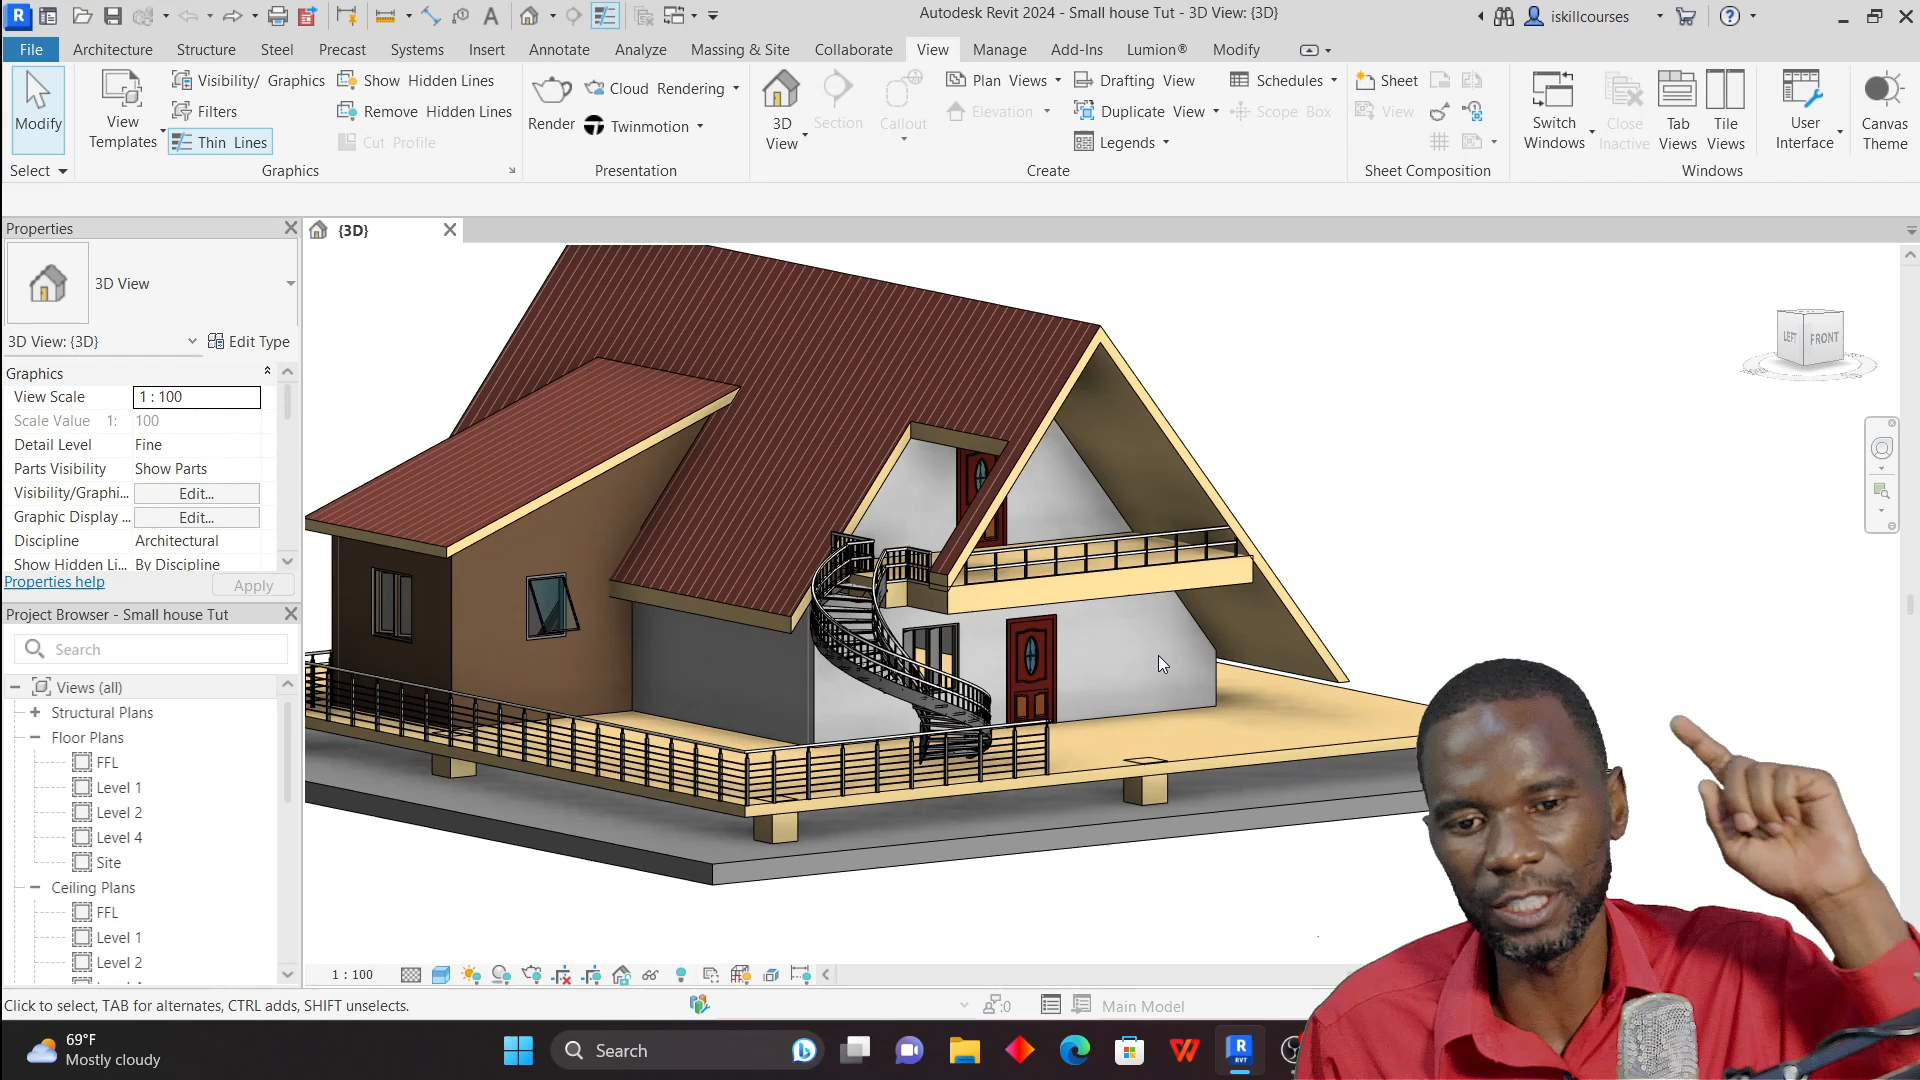 R
Autodesk Revit 2024 - Small house Tut - 3D View: {3D}
iskillcourses
File Architecture Structure Steel Precast Systems Insert Annotate Analyze Massing & Site Collaborate View Manage Add-Ins Lumion® Modify
Modify
View
Templates
Visibility/ Graphics
Filters
Thin Lines
Show Hidden Lines
Remove Hidden Lines
Cut Profile
Render
Cloud Rendering
Twinmotion
3D
View
Section
Callout
Plan Views
Elevation
Drafting View
Duplicate View
Legends
Schedules
Scope Box
Sheet
View
Switch
Windows
Close
Inactive
Tab
Views
Tile
Views
User
Interface
Canvas
Theme
Select
Graphics
Presentation
Create
Sheet Composition
Windows
Properties
{3D}
3D View
3D View: {3D}
Edit Type
Graphics
View Scale 1 : 100
Scale Value 1: 100
Detail Level Fine
Parts Visibility Show Parts
Visibility/Graphi... Edit...
Graphic Display ... Edit...
Discipline Architectural
Show Hidden Li... By Discipline
Properties help Apply
Project Browser - Small house Tut
Search
Views (all)
Structural Plans
Floor Plans
FFL
Level 1
Level 2
Level 4
Site
Ceiling Plans
FFL
Level 1
Level 2
LEFT FRONT
1 : 100
Click to select, TAB for alternates, CTRL adds, SHIFT unselects.
:0
Main Model
69°F
Mostly cloudy
Search
R
RVT